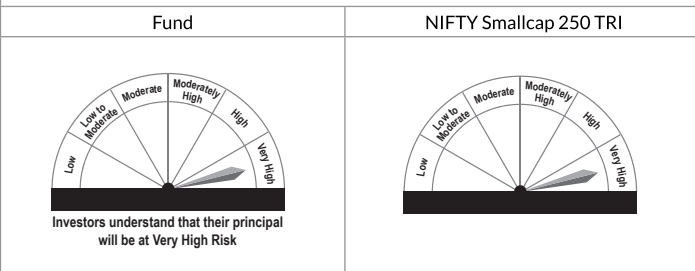 Fund
NIFTY Smallcap 250 TRI
Low
Low to
Moderate
Moderate
Moderately
High
High
Very High
Investors understand that their principal
will be at Very High Risk
Low
Low to
Moderate
Moderate
Moderately
High
High
Very High